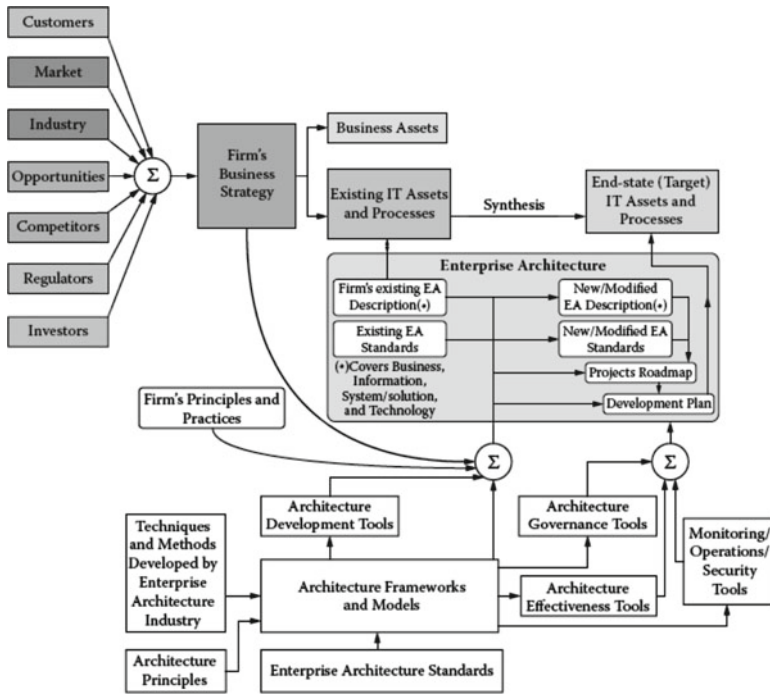 Customers
Market
Industry
Opportunities
Competitors
Regulators
Investors
Σ
Firm's
Business
Strategy
Business Assets
Existing IT Assets
and Processes
Synthesis
End-state (Target)
IT Assets and
Processes
Enterprise Architecture
Firm's existing EA
Description(•)
New/Modified
EA Description(•)
Existing EA
Standards
New/Modified EA
Standards
(•)Covers Business,
Information,
System/solution,
and Technology
Projects Roadmap
Development Plan
Firm's Principles and
Practices
Σ
Σ
Architecture
Development Tools
Architecture
Governance Tools
Monitoring/
Operations/
Security
Tools
Techniques
and Methods
Developed by
Enterprise
Architecture
Industry
Architecture Frameworks
and Models
Architecture
Effectiveness Tools
Architecture
Principles
Enterprise Architecture Standards